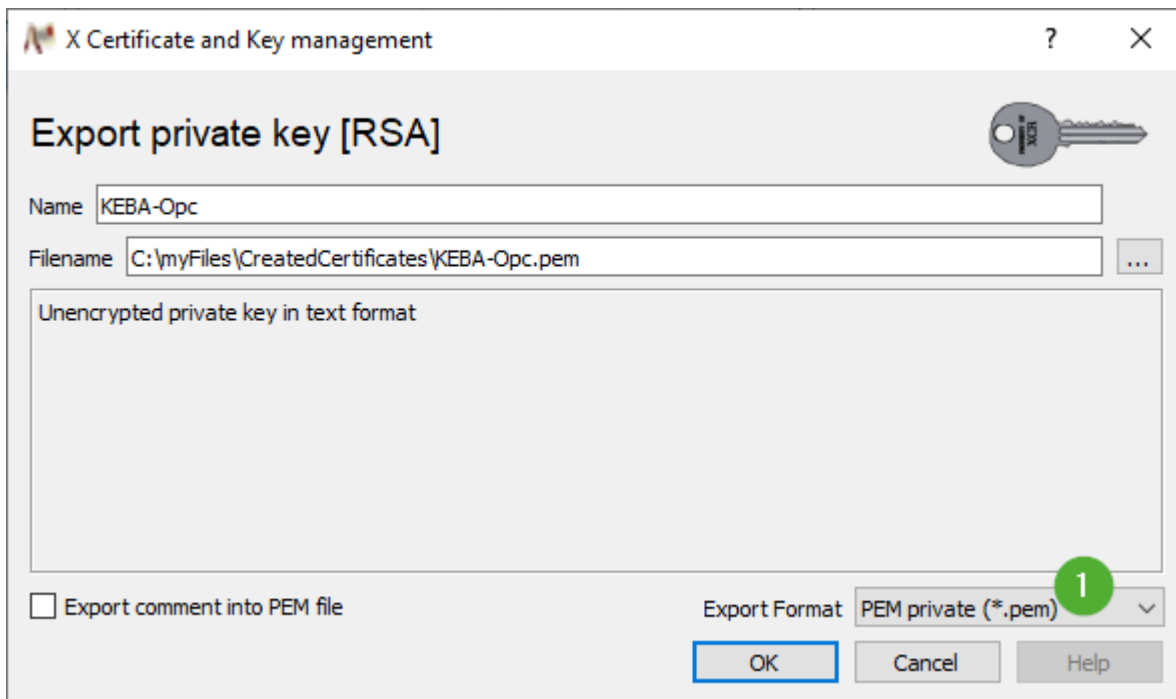 X Certificate and Key management
Export private key [RSA]
Name KEBA-Opc
Filename C:\myFiles\CreatedCertificates\KEBA-Opc.pem ...
Unencrypted private key in text format
1
Export comment into PEM file Export Format PEM private (*.pem)
OK Cancel Help